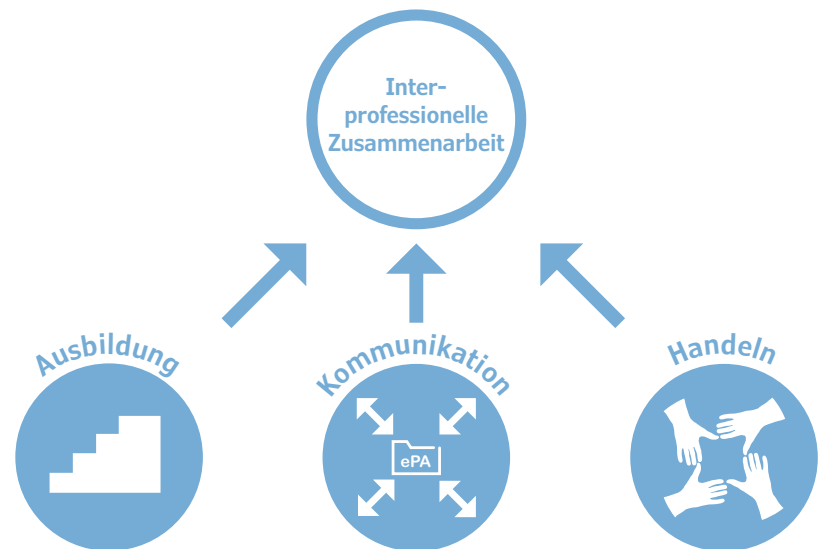 Inter-
professionelle
Zusammenarbeit
Ausbildung
Kommunikation
Handeln
ePA